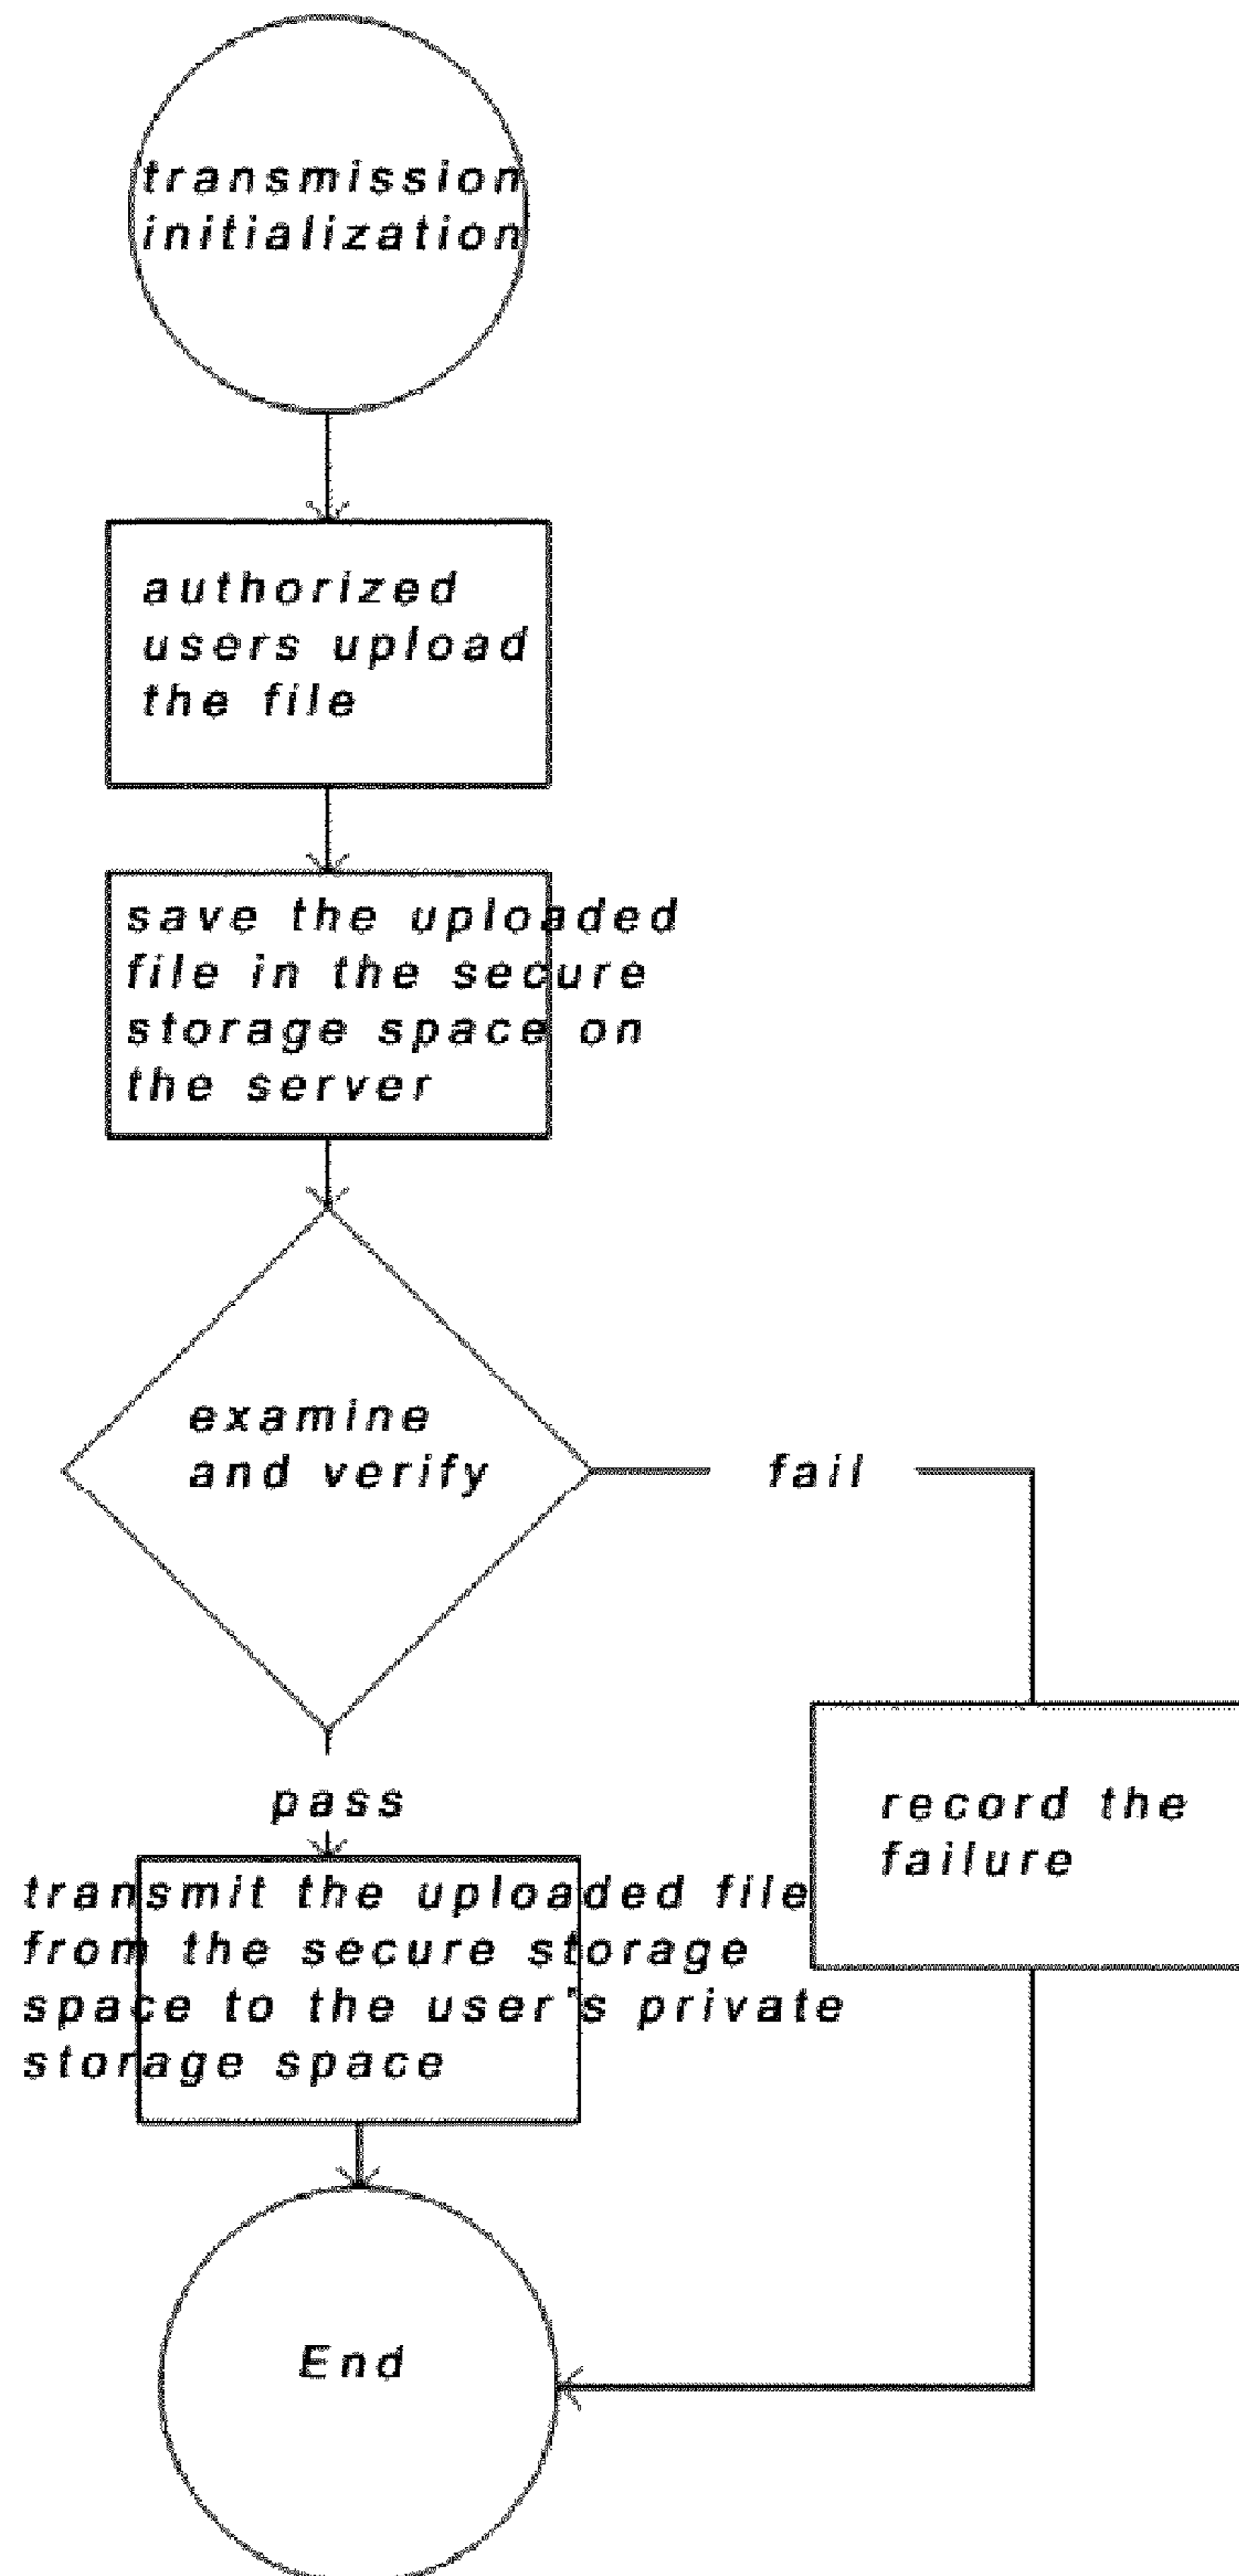 transmission
initialization
authorized
users upload
the file
save the uploaded
file in the secure
storage space on
the server
examine
and verify
fail
pass
record the
failure
transmit the uploaded file
from the secure storage
space to the user's private
storage space
End